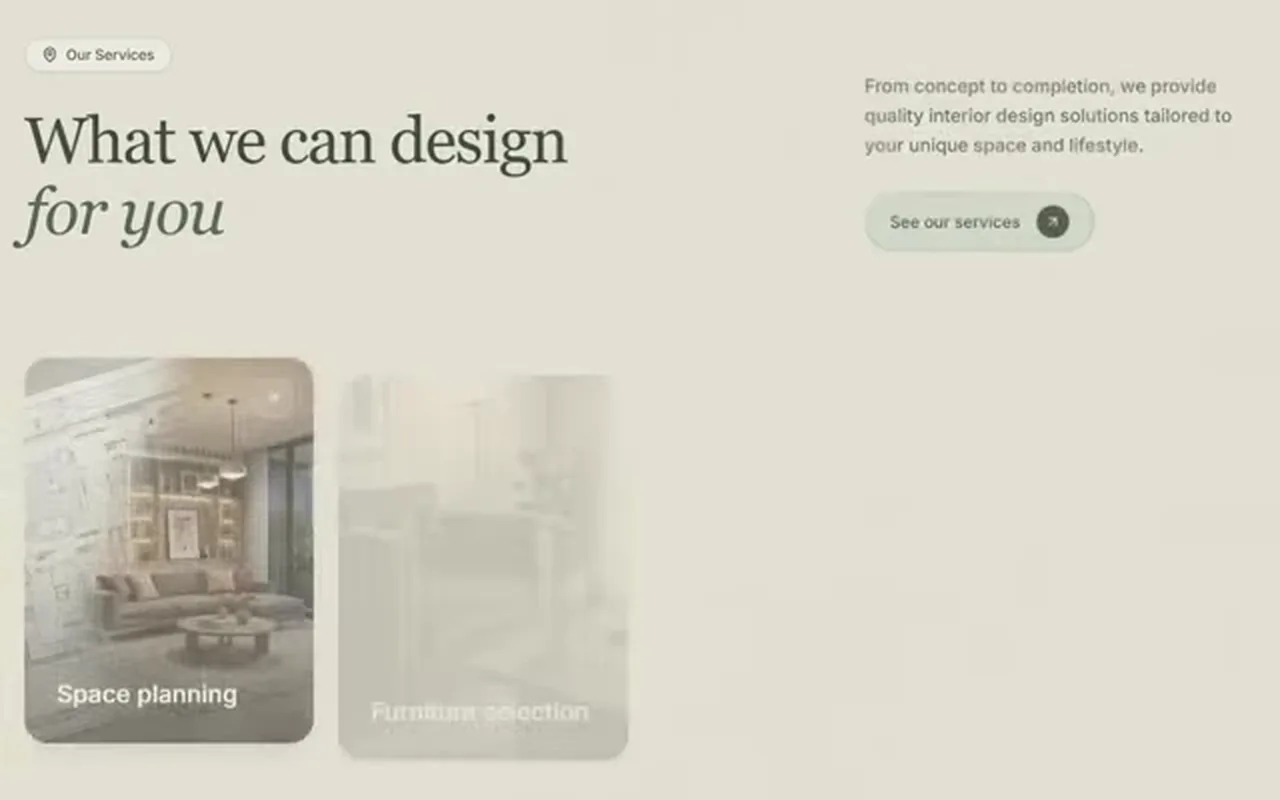 Our Services
What we can design
for you
From concept to completion, we provide
quality interior design solutions tailored to
your unique space and lifestyle.
See our services
Space planning
Furniture selection